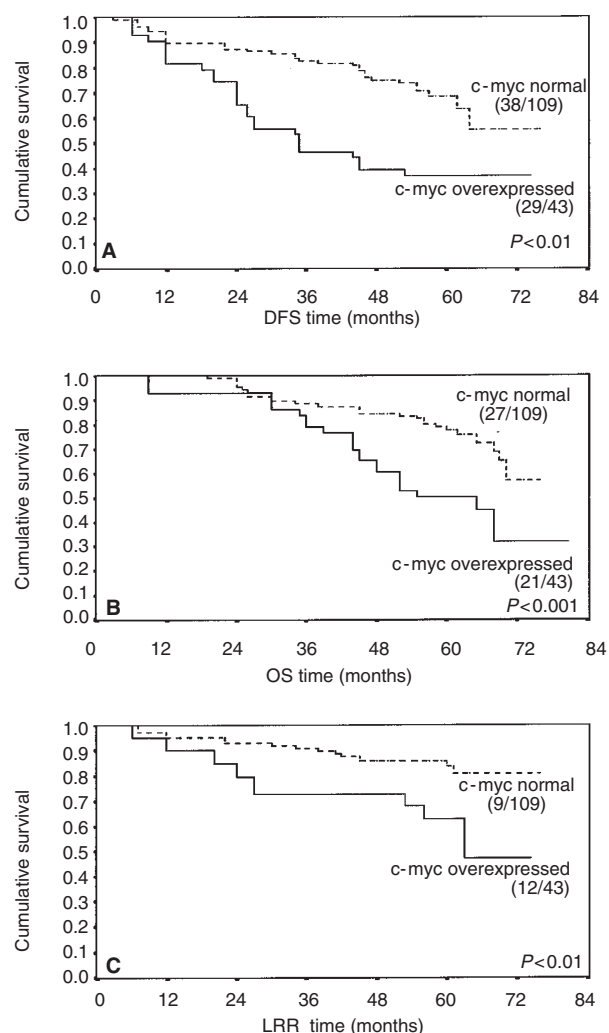 Cumulative survival
1.0
0.9
0.8
0.7
0.6
0.5
0.4
0.3
0.2
0.1
0.0
c-myc normal
(38/109)
c-myc overexpressed
(29/43)
A
P<0.01
0 12 24 36 48 60 72 84
DFS time (months)
Cumulative survival
1.0
0.9
0.8
0.7
0.6
0.5
0.4
0.3
0.2
0.1
0.0
c-myc normal
(27/109)
c-myc overexpressed
(21/43)
B
P<0.001
0 12 24 36 48 60 72 84
OS time (months)
Cumulative survival
1.0
0.9
0.8
0.7
0.6
0.5
0.4
0.3
0.2
0.1
0.0
c-myc normal
(9/109)
c-myc overexpressed
(12/43)
C
P<0.01
0 12 24 36 48 60 72 84
LRR time (months)